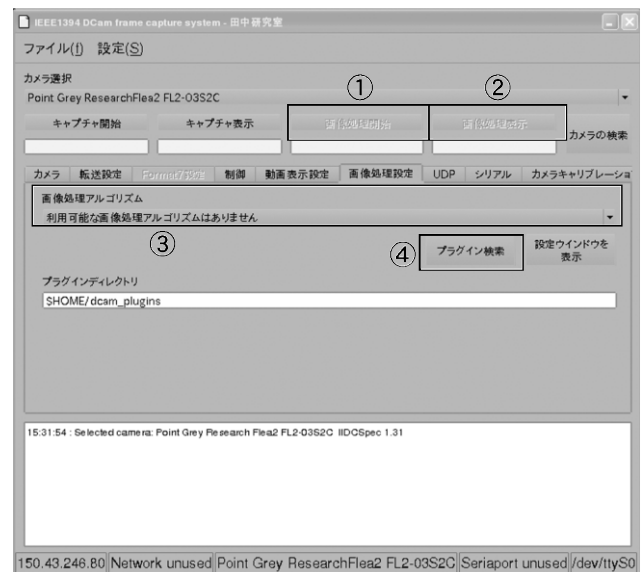 IEEE1394 DCam frame capture system - 田中研究室
ファイル(f) 設定(S)
カメラ選択
Point Grey ResearchFlea2 FL2-03S2C
① ②
キャプチャ開始 キャプチャ表示 画像処理開始 画像処理表示 カメラの検索
カメラ 転送設定 Format7設定 制御 動画表示設定 画像処理設定 UDP シリアル カメラキャリブレーショ
画像処理アルゴリズム
利用可能な画像処理アルゴリズムはありません
③ ④ プラグイン検索 設定ウインドウを
表示
プラグインディレクトリ
$HOME/dcam_plugins
15:31:54 : Selected camera: Point Grey Research Flea2 FL2-03S2C IIDCSpec 1.31
150.43.246.80 Network unused Point Grey ResearchFlea2 FL2-03S2C Seriaport unused /dev/ttyS0